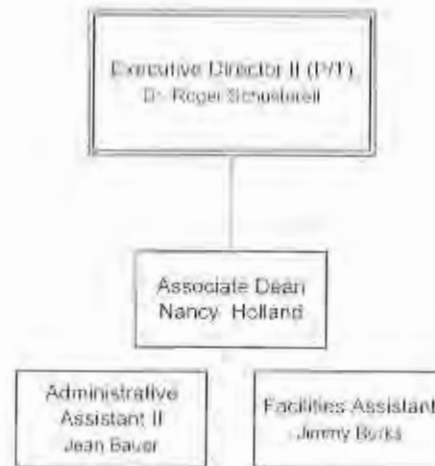 Executive Director II (P/T)
Dr. Roger
Associate Dean
Nancy Holland
Administrative
Assistant II
Jean Bauer
Facilities Assistant
Jimmy Burks